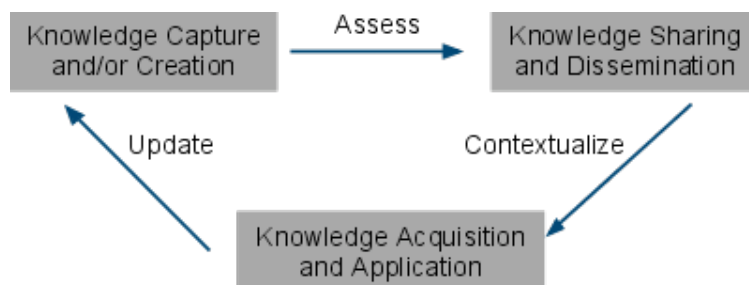 Knowledge Capture
and/or Creation
Assess
Knowledge Sharing
and Dissemination
Update
Contextualize
Knowledge Acquisition
and Application